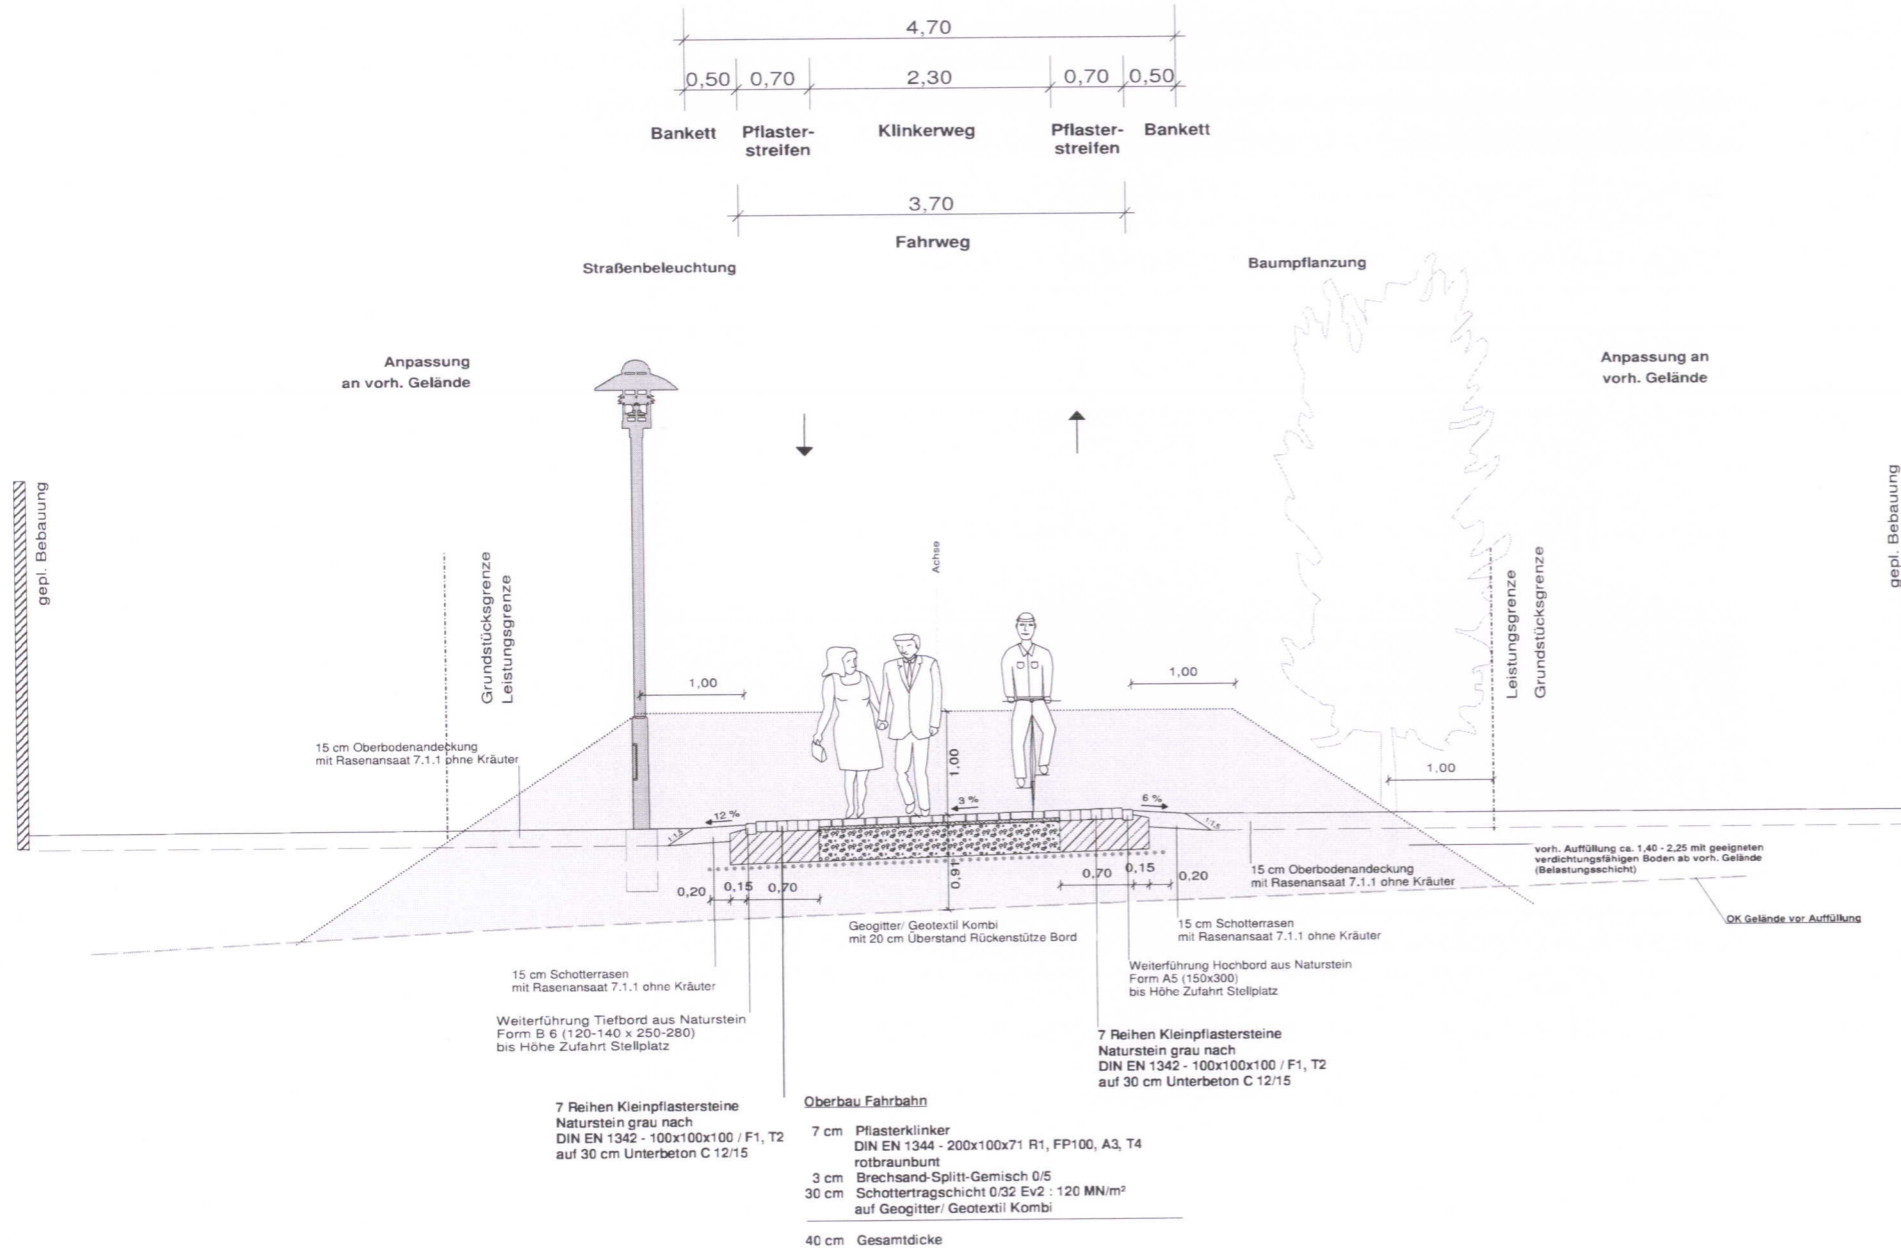 4,70
0,50 0,70 2,30 0,70 0,50
Bankett Pflaster- Klinkerweg Pflaster- Bankett
streifen streifen
3,70
Fahrweg
Straßenbeleuchtung
Baumpflanzung
Anpassung
an vorh. Gelände
Anpassung an
vorh. Gelände
gepl. Bebauung
Grundstücksgrenze
Leistungsgrenze
Achse
Leistungsgrenze
Grundstücksgrenze
gepl. Bebauung
1,00
1,00
15 cm Oberbodenandeckung
mit Rasenansaat 7.1.1 ohne Kräuter
1,00
1,00
12 %
3 %
6 %
1:1,5
1:1,5
0,20 0,15 0,70
0,91
0,70 0,15 0,20
15 cm Oberbodenandeckung
mit Rasenansaat 7.1.1 ohne Kräuter
vorh. Auffüllung ca. 1,40 - 2,25 mit geeigneten
verdichtungsfähigen Boden ab vorh. Gelände
(Belastungsschicht)
OK Gelände vor Auffüllung
Geogitter/ Geotextil Kombi
mit 20 cm Überstand Rückenstütze Bord
15 cm Schotterrasen
mit Rasenansaat 7.1.1 ohne Kräuter
15 cm Schotterrasen
mit Rasenansaat 7.1.1 ohne Kräuter
Weiterführung Hochbord aus Naturstein
Form A5 (150x300)
bis Höhe Zufahrt Stellplatz
Weiterführung Tiefbord aus Naturstein
Form B 6 (120-140 x 250-280)
bis Höhe Zufahrt Stellplatz
7 Reihen Kleinpflastersteine
Naturstein grau nach
DIN EN 1342 - 100x100x100 / F1, T2
auf 30 cm Unterbeton C 12/15
7 Reihen Kleinpflastersteine
Naturstein grau nach
DIN EN 1342 - 100x100x100 / F1, T2
auf 30 cm Unterbeton C 12/15
Oberbau Fahrbahn
7 cm Pflasterklinker
DIN EN 1344 - 200x100x71 R1, FP100, A3, T4
rotbraunbunt
3 cm Brechsand-Splitt-Gemisch 0/5
30 cm Schottertragschicht 0/32 Ev2 : 120 MN/m²
auf Geogitter/ Geotextil Kombi
40 cm Gesamtdicke